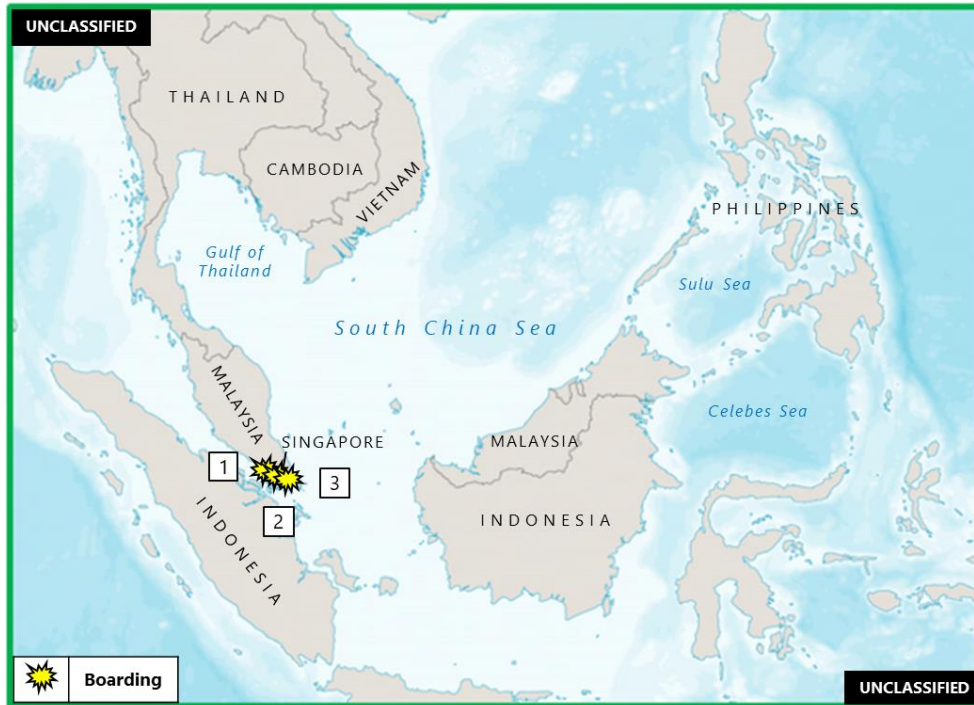 UNCLASSIFIED
THAILAND
CAMBODIA
VIETNAM
PHILIPPINES
Gulf of
Thailand
Sulu Sea
South China Sea
MALAYSIA
Celebes Sea
SINGAPORE
MALAYSIA
1
3
2
INDONESIA
INDONESIA
Boarding
UNCLASSIFIED